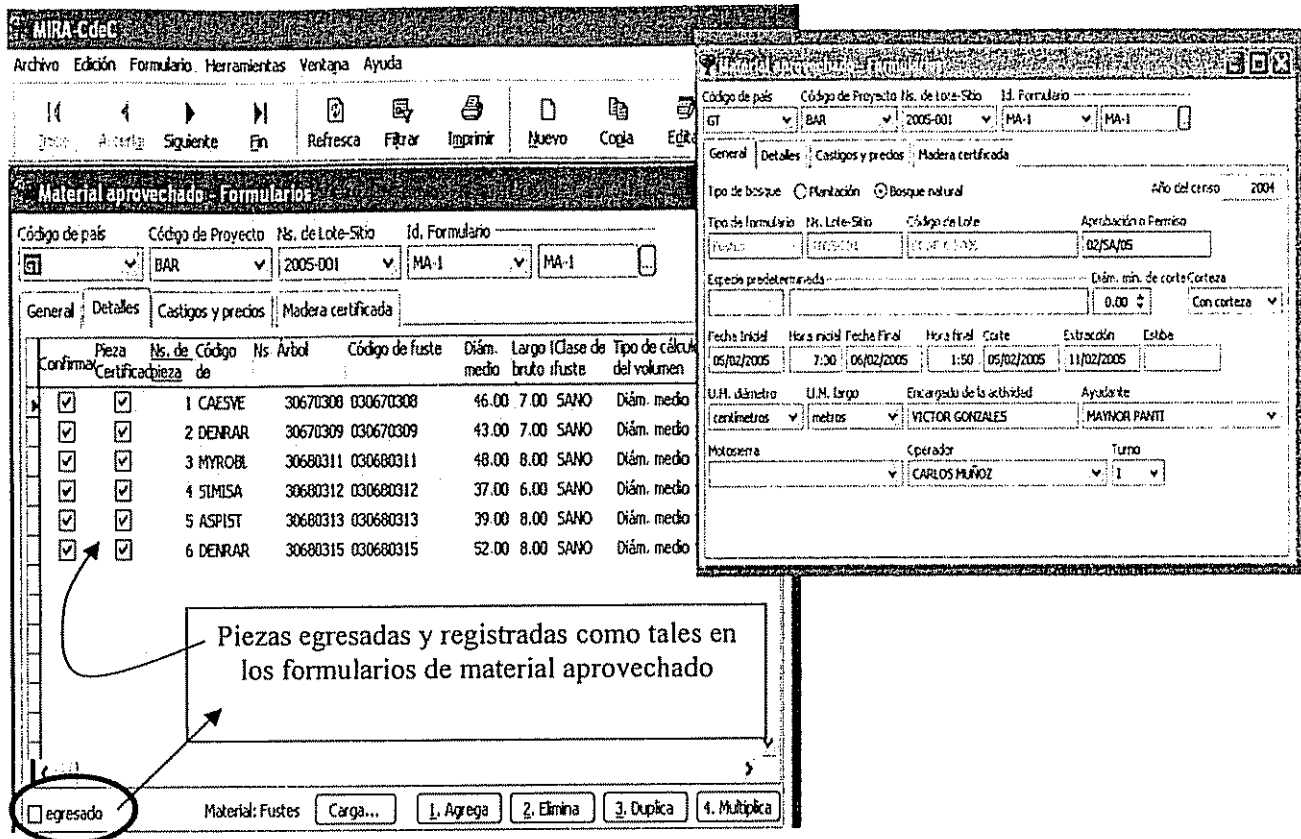 MIRA-CdeC
Archivo Edición Formulario Herramientas Ventana Ayuda
Siguiente Fin Refresca Filtrar Imprimir Nuevo Copia Edita
Material aprovechado - Formularios
Código de país Código de Proyecto Ns. de Lote-Sitio Id. Formulario
GT BAR 2005-001 MA-1 MA-1 ...
General Detalles Castigos y precios Madera certificada
Confirmac Pieza Certificad Ns. de pieza Código de Ns Arbol Código de fuste Diám. medio Largo bruto Clase de fuste Tipo de cálculo del volumen
1 CAESVE 30670308 030670308 46.00 7.00 SANO Diám. medio
2 DENRAR 30670309 030670309 43.00 7.00 SANO Diám. medio
3 MYROBL 30680311 030680311 48.00 8.00 SANO Diám. medio
4 SIMISA 30680312 030680312 37.00 6.00 SANO Diám. medio
5 ASPIST 30680313 030680313 39.00 8.00 SANO Diám. medio
6 DENRAR 30680315 030680315 52.00 8.00 SANO Diám. medio
Piezas egresadas y registradas como tales en
los formularios de material aprovechado
egresado Material: Fustes Carga... 1. Agrega 2. Elimina 3. Duplica 4. Multiplica
Código de país Código de Proyecto Ns. de Lote-Sitio Id. Formulario
GT BAR 2005-001 MA-1 MA-1
General Detalles Castigos y precios Madera certificada
Tipo de bosque Plantación Bosque natural Año del censo 2004
Tipo de formulario Ns. Lote-Sitio Código de Lote Aprobación o Permiso
02/SA/05
Especie predeterminada Diám. min. de corte Corteza
0.00 Con corteza
Fecha Inicial Hora inicial Fecha Final Hora final Corte Extracción Estiba
05/02/2005 7:00 06/02/2005 1:50 05/02/2005 11/02/2005
U.M. diámetro U.M. largo Encargado de la actividad Ayudante
centímetros metros VICTOR GONZALES MAYNOR PANTI
Motosierra Operador Turno
CARLOS MUÑOZ I